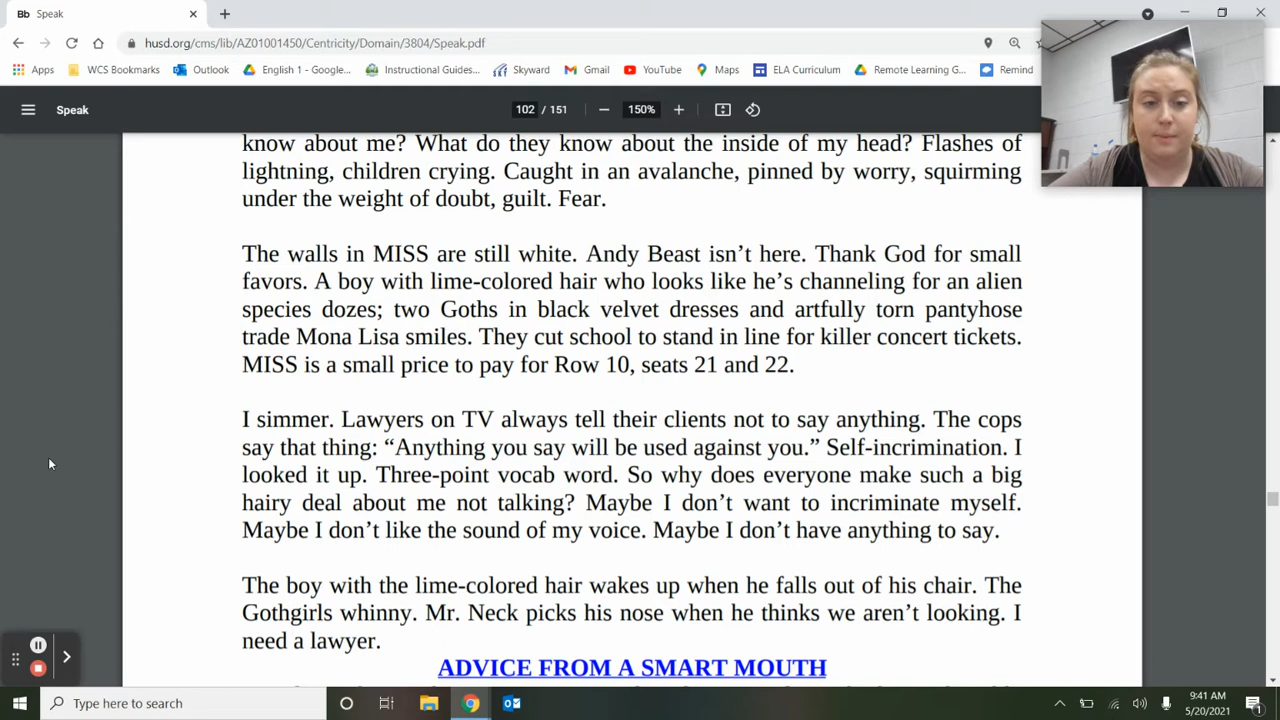 Bb Speak
husd.org/cms/lib/AZ01001450/Centricity/Domain/3804/Speak.pdf
Apps WCS Bookmarks Outlook English 1 - Google... Instructional Guides... Skyward Gmail YouTube Maps ELA Curriculum Remote Learning G... Remind
Speak 102 / 151 150%
know about me? What do they know about the inside of my head? Flashes of
lightning, children crying. Caught in an avalanche, pinned by worry, squirming
under the weight of doubt, guilt. Fear.
The walls in MISS are still white. Andy Beast isn’t here. Thank God for small
favors. A boy with lime-colored hair who looks like he’s channeling for an alien
species dozes; two Goths in black velvet dresses and artfully torn pantyhose
trade Mona Lisa smiles. They cut school to stand in line for killer concert tickets.
MISS is a small price to pay for Row 10, seats 21 and 22.
I simmer. Lawyers on TV always tell their clients not to say anything. The cops
say that thing: “Anything you say will be used against you.” Self-incrimination. I
looked it up. Three-point vocab word. So why does everyone make such a big
hairy deal about me not talking? Maybe I don’t want to incriminate myself.
Maybe I don’t like the sound of my voice. Maybe I don’t have anything to say.
The boy with the lime-colored hair wakes up when he falls out of his chair. The
Gothgirls whinny. Mr. Neck picks his nose when he thinks we aren’t looking. I
need a lawyer.
ADVICE FROM A SMART MOUTH
Type here to search
9:41 AM
5/20/2021
1